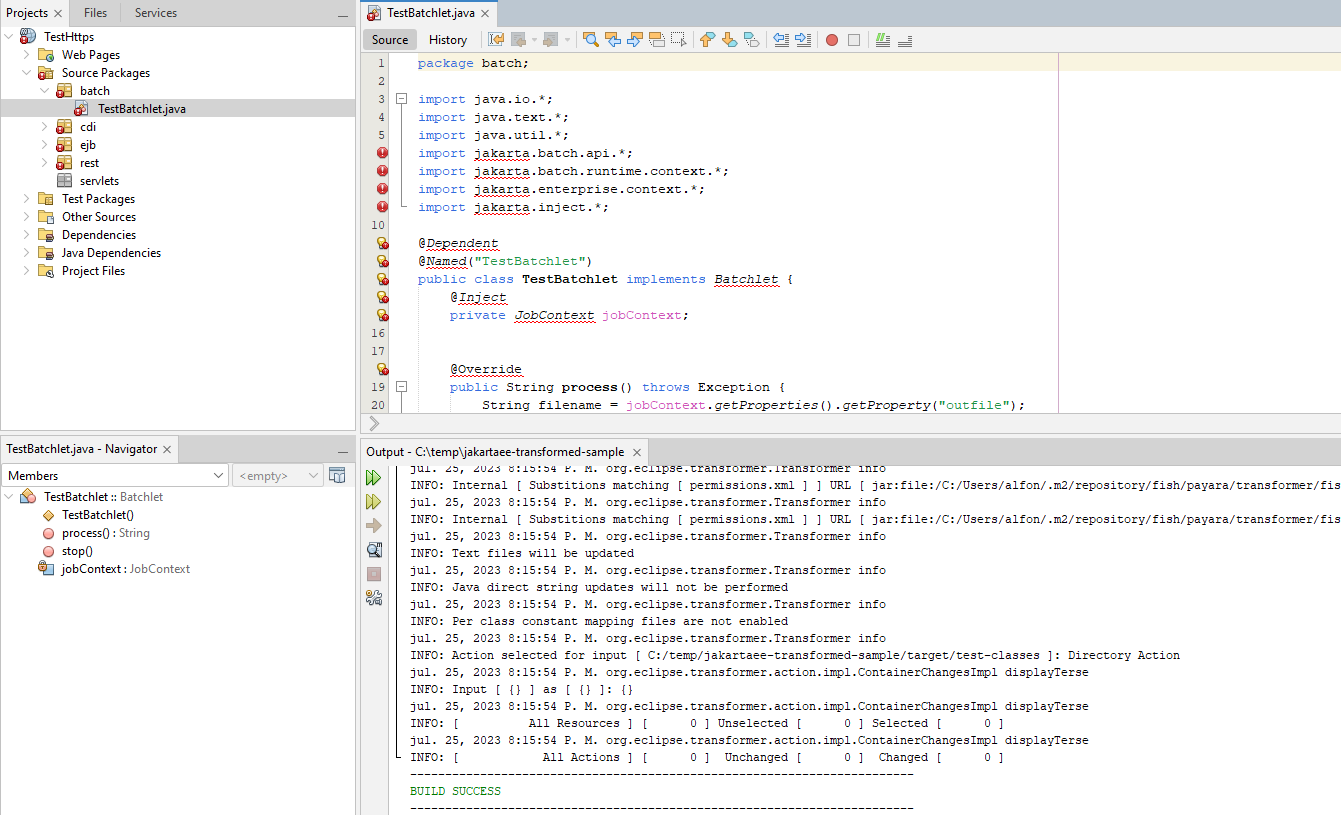 Projects
Files
Services
TestHttps
Web Pages
Source Packages
batch
TestBatchlet.java
cdi
ejb
rest
servlets
Test Packages
Other Sources
Dependencies
Java Dependencies
Project Files
TestBatchlet.java - Navigator
Members
<empty>
TestBatchlet :: Batchlet
TestBatchlet()
process() : String
stop()
jobContext : JobContext
TestBatchlet.java
Source
History
1 package batch;
2
3 import java.io.*;
4 import java.text.*;
5 import java.util.*;
import jakarta.batch.api.*;
import jakarta.batch.runtime.context.*;
import jakarta.enterprise.context.*;
import jakarta.inject.*;
10
@Dependent
@Named("TestBatchlet")
public class TestBatchlet implements Batchlet {
@Inject
private JobContext jobContext;
16
17
@Override
19 public String process() throws Exception {
20 String filename = jobContext.getProperties().getProperty("outfile");
Output - C:\temp\jakartaee-transformed-sample
jul. 25, 2023 8:15:54 P. M. org.eclipse.transformer.Transformer info
INFO: Internal [ Substitions matching [ permissions.xml ] ] URL [ jar:file:/C:/Users/alfon/.m2/repository/fish/payara/transformer/fis
jul. 25, 2023 8:15:54 P. M. org.eclipse.transformer.Transformer info
INFO: Internal [ Substitions matching [ permissions.xml ] ] URL [ jar:file:/C:/Users/alfon/.m2/repository/fish/payara/transformer/fis
jul. 25, 2023 8:15:54 P. M. org.eclipse.transformer.Transformer info
INFO: Text files will be updated
jul. 25, 2023 8:15:54 P. M. org.eclipse.transformer.Transformer info
INFO: Java direct string updates will not be performed
jul. 25, 2023 8:15:54 P. M. org.eclipse.transformer.Transformer info
INFO: Per class constant mapping files are not enabled
jul. 25, 2023 8:15:54 P. M. org.eclipse.transformer.Transformer info
INFO: Action selected for input [ C:/temp/jakartaee-transformed-sample/target/test-classes ]: Directory Action
jul. 25, 2023 8:15:54 P. M. org.eclipse.transformer.action.impl.ContainerChangesImpl displayTerse
INFO: Input [ {} ] as [ {} ]: {}
jul. 25, 2023 8:15:54 P. M. org.eclipse.transformer.action.impl.ContainerChangesImpl displayTerse
INFO: [ All Resources ] [ 0 ] Unselected [ 0 ] Selected [ 0 ]
jul. 25, 2023 8:15:54 P. M. org.eclipse.transformer.action.impl.ContainerChangesImpl displayTerse
INFO: [ All Actions ] [ 0 ] Unchanged [ 0 ] Changed [ 0 ]
------------------------------------------------------------------------
BUILD SUCCESS
------------------------------------------------------------------------